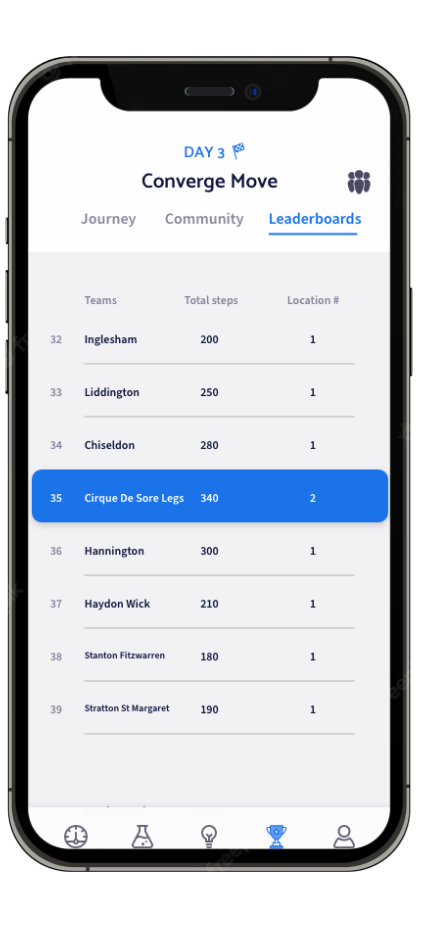 DAY 3
Converge Move
Journey Community Leaderboards
Teams Total steps Location #
32 Inglesham 200 1
33 Liddington 250 1
34 Chiseldon 280 1
35 Cirque De Sore Legs 340 2
36 Hannington 300 1
37 Haydon Wick 210 1
38 Stanton Fitzwarren 180 1
39 Stratton St Margaret 190 1